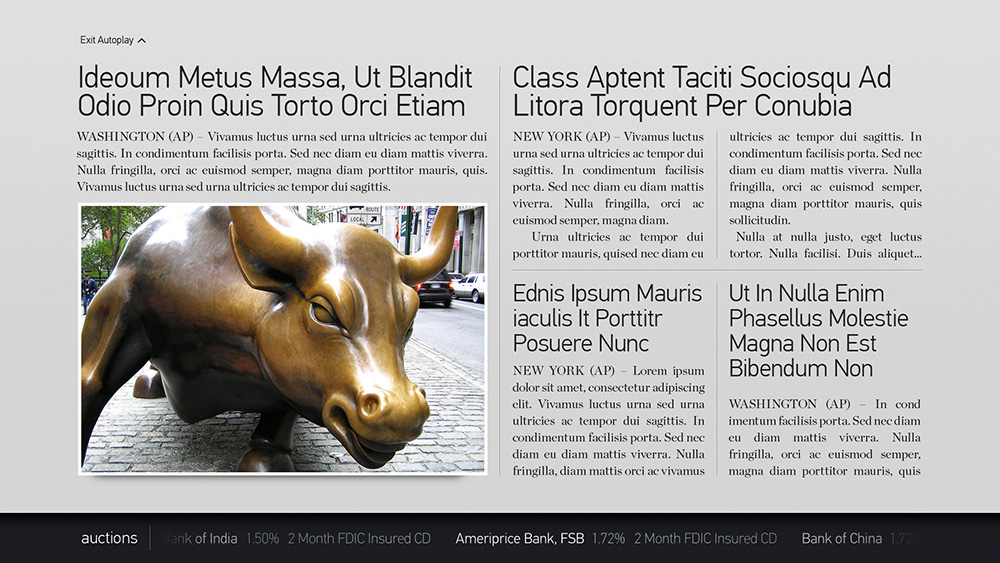 Exit Autoplay
Ideoum Metus Massa, Ut Blandit
Odio Proin Quis Torto Orci Etiam
WASHINGTON (AP) – Vivamus luctus urna sed urna ultricies ac tempor dui
sagittis. In condimentum facilisis porta. Sed nec diam eu diam mattis viverra.
Nulla fringilla, orci ac euismod semper, magna diam porttitor mauris, quis.
Vivamus luctus urna sed urna ultricies ac tempor dui sagittis.
ROUTE
LOCAL
Class Aptent Taciti Sociosqu Ad
Litora Torquent Per Conubia
NEW YORK (AP) – Vivamus luctus
urna sed urna ultricies ac tempor dui
sagittis. In condimentum facilisis
porta. Sed nec diam eu diam mattis
viverra. Nulla fringilla, orci ac
euismod semper, magna diam.
Urna ultricies ac tempor dui
porttitor mauris, quised nec diam eu
ultricies ac tempor dui sagittis. In
condimentum facilisis porta. Sed nec
diam eu diam mattis viverra. Nulla
fringilla, orci ac euismod semper,
magna diam porttitor mauris, quis
sollicitudin.
Nulla at nulla justo, eget luctus
tortor. Nulla facilisi. Duis aliquet...
Ednis Ipsum Mauris
iaculis It Porttitr
Posuere Nunc
NEW YORK (AP) – Lorem ipsum
dolor sit amet, consectetur adipiscing
elit. Vivamus luctus urna sed urna
ultricies ac tempor dui sagittis. In
condimentum facilisis porta. Sed nec
diam eu diam mattis viverra. Nulla
fringilla, diam mattis orci ac vivamus
Ut In Nulla Enim
Phasellus Molestie
Magna Non Est
Bibendum Non
WASHINGTON (AP) – In cond
imentum facilisis porta. Sed nec diam
eu diam mattis viverra. Nulla
fringilla, orci ac euismod semper,
magna diam porttitor mauris, quis
auctions Bank of India 1.50% 2 Month FDIC Insured CD Ameriprice Bank, FSB 1.72% 2 Month FDIC Insured CD Bank of China 1.72